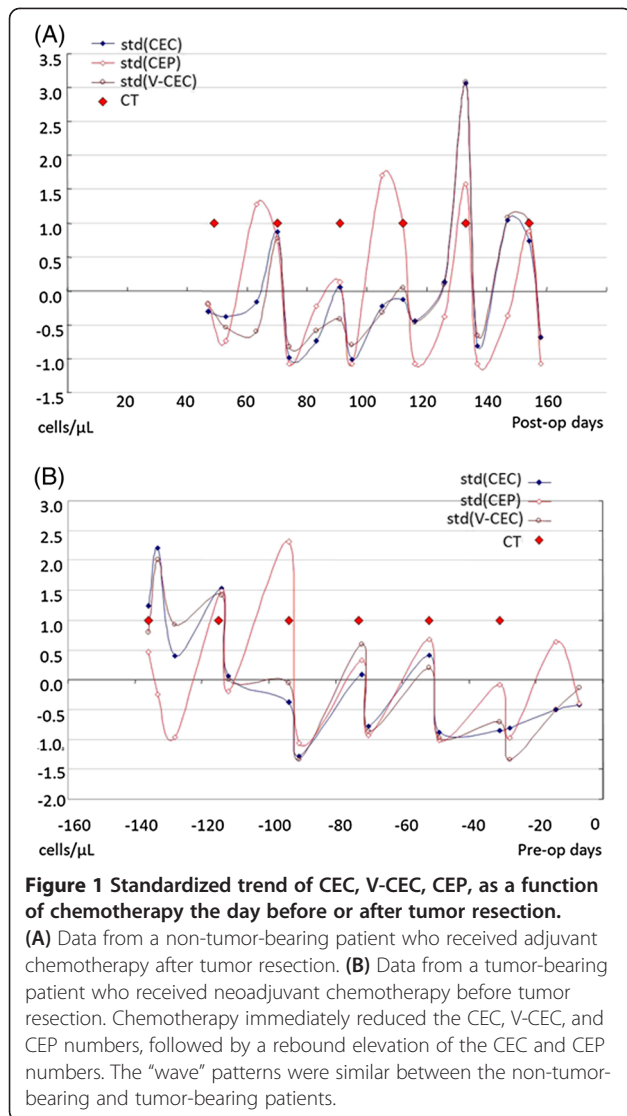 (A)
std(CEC)
std(CEP)
std(V-CEC)
CT
3.5
3.0
2.5
2.0
1.5
1.0
0.5
0.0
-0.5
-1.0
-1.5
20 40 60 80 100 120 140 160
cells/µL Post-op days
(B)
std(CEC)
std(CEP)
std(V-CEC)
CT
3.0
2.5
2.0
1.5
1.0
0.5
0.0
-0.5
-1.0
-1.5
-2.0
-160 -140 -120 -100 -80 -60 -40 -20 0
cells/µL Pre-op days
Figure 1 Standardized trend of CEC, V-CEC, CEP, as a function
of chemotherapy the day before or after tumor resection.
(A) Data from a non-tumor-bearing patient who received adjuvant
chemotherapy after tumor resection. (B) Data from a tumor-bearing
patient who received neoadjuvant chemotherapy before tumor
resection. Chemotherapy immediately reduced the CEC, V-CEC, and
CEP numbers, followed by a rebound elevation of the CEC and CEP
numbers. The “wave” patterns were similar between the non-tumor-
bearing and tumor-bearing patients.